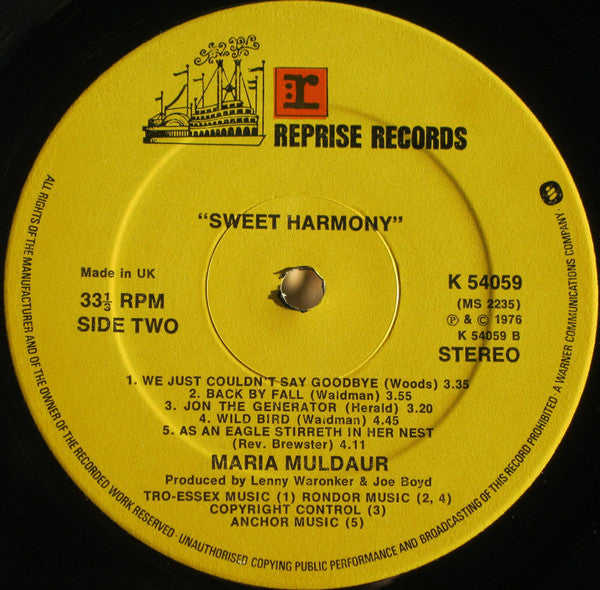 r
REPRISE RECORDS
"SWEET HARMONY"
Made in UK
33⅓ RPM
SIDE TWO
K 54059
(MS 2235)
Ⓟ & © 1976
K 54059 B
STEREO
1. WE JUST COULDN'T SAY GOODBYE (Woods) 3.35
2. BACK BY FALL (Waldman) 3.55
3. JON THE GENERATOR (Herald) 3.20
4. WILD BIRD (Waldman) 4.45
5. AS AN EAGLE STIRRETH IN HER NEST
(Rev. Brewster) 4.11
MARIA MULDAUR
Produced by Lenny Waronker & Joe Boyd
TRO-ESSEX MUSIC (1) RONDOR MUSIC (2, 4)
COPYRIGHT CONTROL (3)
ANCHOR MUSIC (5)
ALL RIGHTS OF THE MANUFACTURER AND OF THE OWNER OF THE RECORDED WORK RESERVED · UNAUTHORISED COPYING PUBLIC PERFORMANCE AND BROADCASTING OF THIS RECORD PROHIBITED · A WARNER COMMUNICATIONS COMPANY